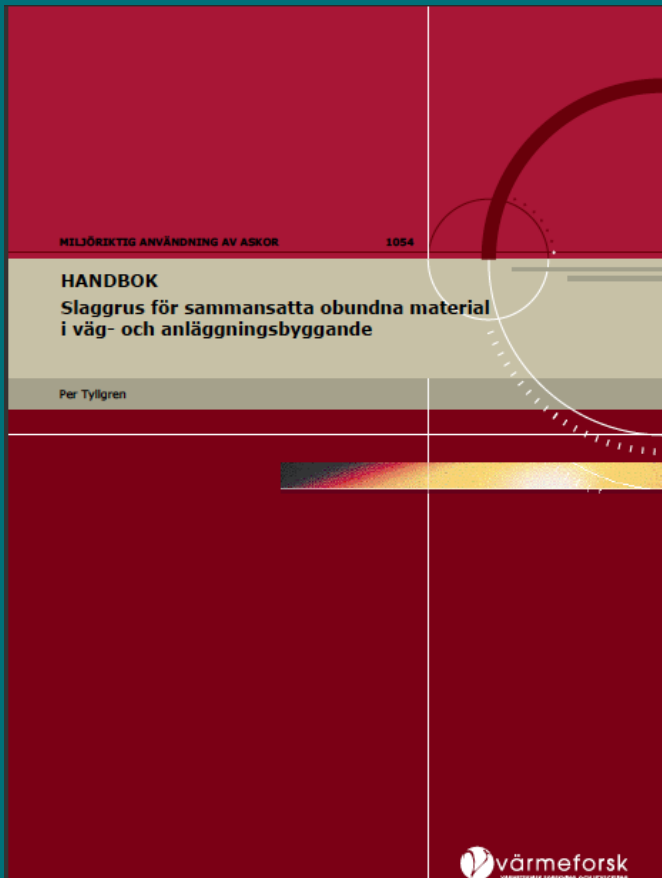 MILJÖRIKTIG ANVÄNDNING AV ASKOR 1054
HANDBOK
Slaggrus för sammansatta obundna material
i väg- och anläggningsbyggande
Per Tyllgren
värmeforsk